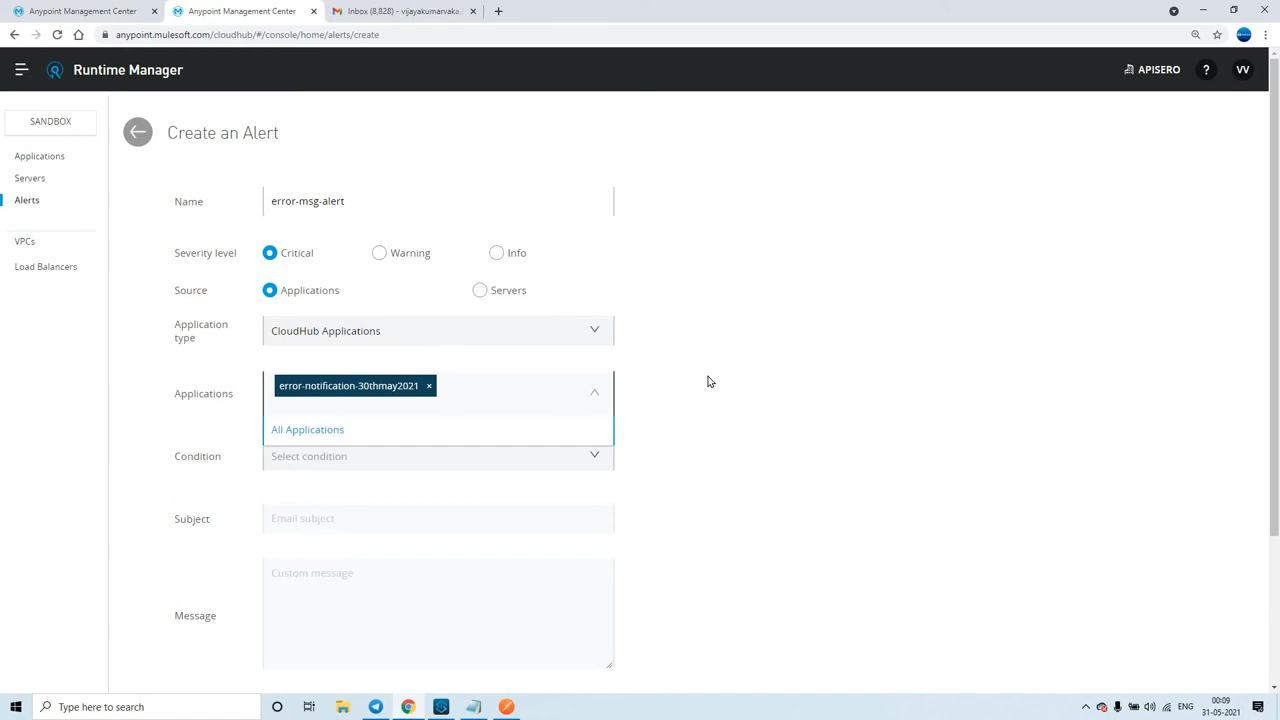 Anypoint Management Center
Anypoint Management Center
Inbox (8,828) - vijayakumarvaka
anypoint.mulesoft.com/cloudhub/#/console/home/alerts/create
Runtime Manager
APISERO
?
VV
SANDBOX
Applications
Servers
Alerts
VPCs
Load Balancers
Create an Alert
Name
error-msg-alert
Severity level
Critical
Warning
Info
Source
Applications
Servers
Application
type
CloudHub Applications
Applications
error-notification-30thmay2021 ×
All Applications
Condition
Select condition
Subject
Email subject
Message
Custom message
Type here to search
ENG
00:09
31-05-2021